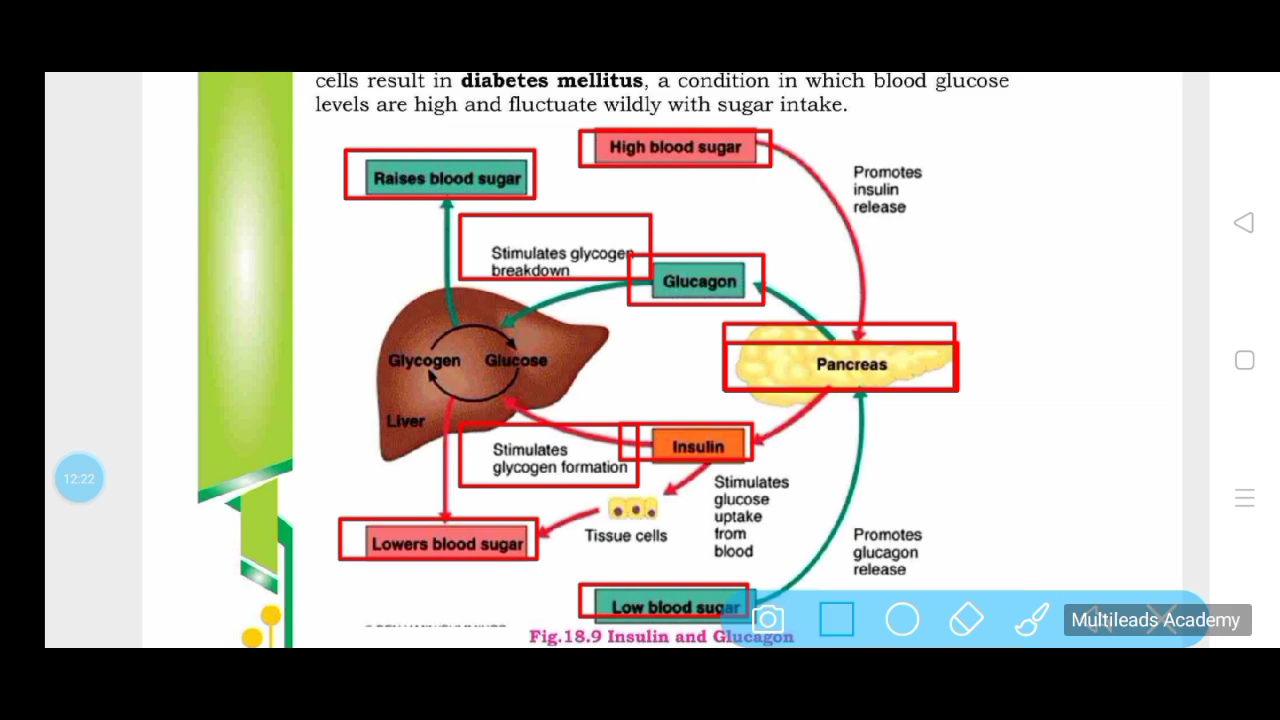 cells result in diabetes mellitus, a condition in which blood glucose
levels are high and fluctuate wildly with sugar intake.
High blood sugar
Raises blood sugar
Promotes
insulin
release
Stimulates glycogen
breakdown
Glucagon
Glycogen
Glucose
Pancreas
Liver
Insulin
Stimulates
glycogen formation
Stimulates
glucose
uptake
from
blood
12:22
Tissue cells
Lowers blood sugar
Promotes
glucagon
release
Low blood sugar
Multileads Academy
Fig.18.9 Insulin and Glucagon